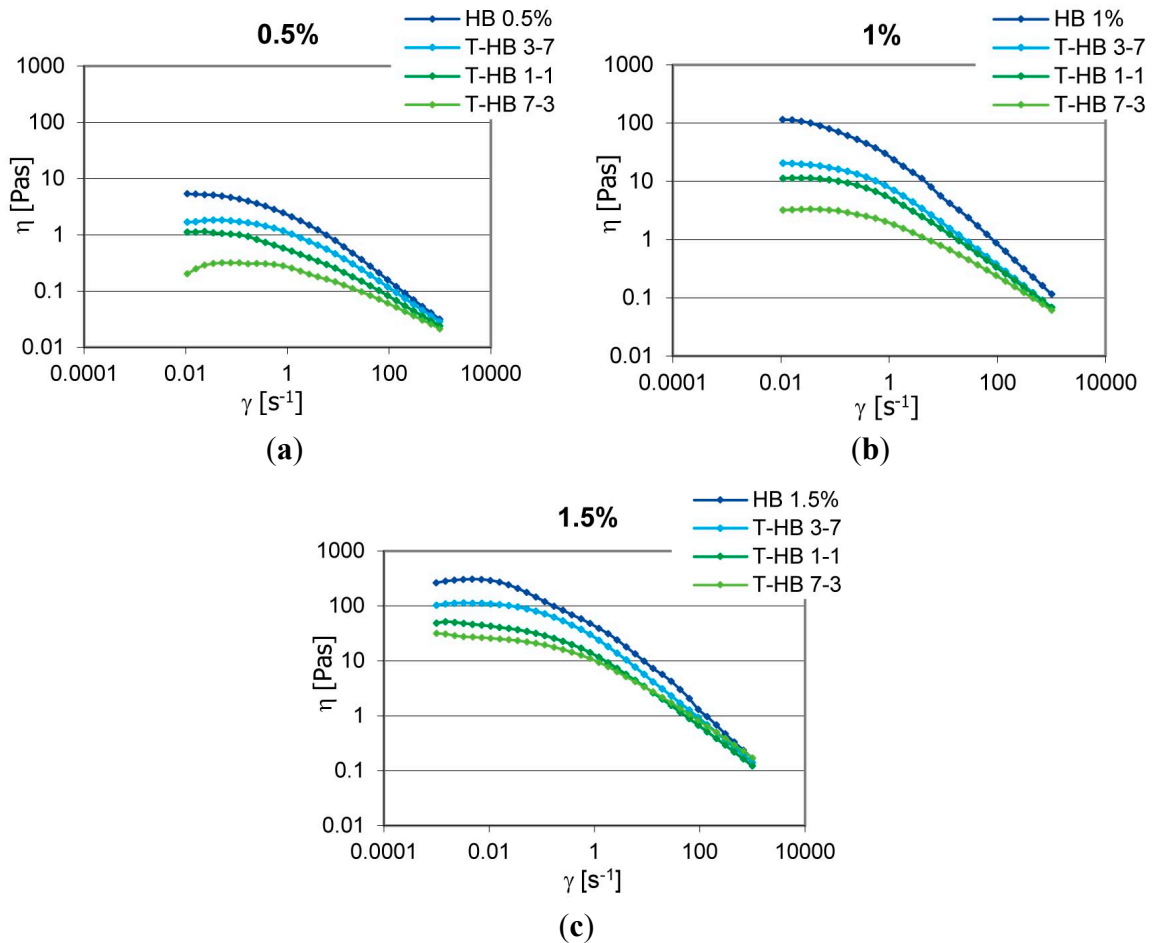 0.5%
HB 0.5%
T-HB 3-7
T-HB 1-1
T-HB 7-3
1000
100
10
1
0.1
0.01
η [Pas]
0.0001 0.01 1 100 10000
γ [s-1]
(a)
1%
HB 1%
T-HB 3-7
T-HB 1-1
T-HB 7-3
1000
100
10
1
0.1
0.01
η [Pas]
0.0001 0.01 1 100 10000
γ [s-1]
(b)
1.5%
HB 1.5%
T-HB 3-7
T-HB 1-1
T-HB 7-3
1000
100
10
1
0.1
0.01
η [Pas]
0.0001 0.01 1 100 10000
γ [s-1]
(c)